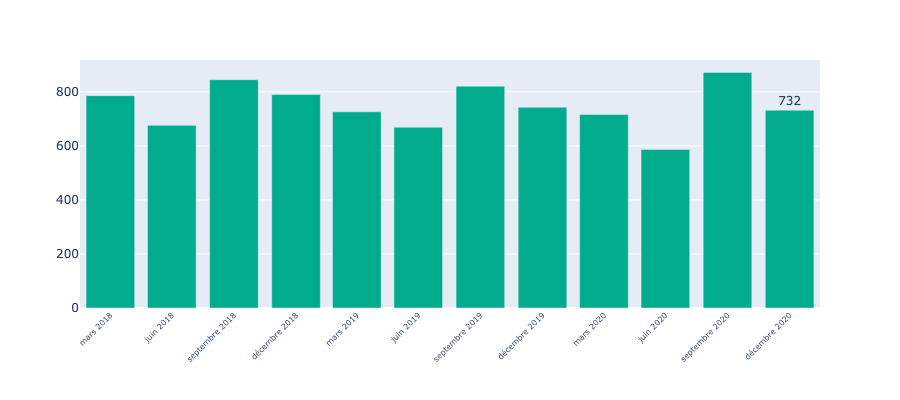 800
600
400
200
0
732
mars 2018
juin 2018
septembre 2018
décembre 2018
mars 2019
juin 2019
septembre 2019
décembre 2019
mars 2020
juin 2020
septembre 2020
décembre 2020